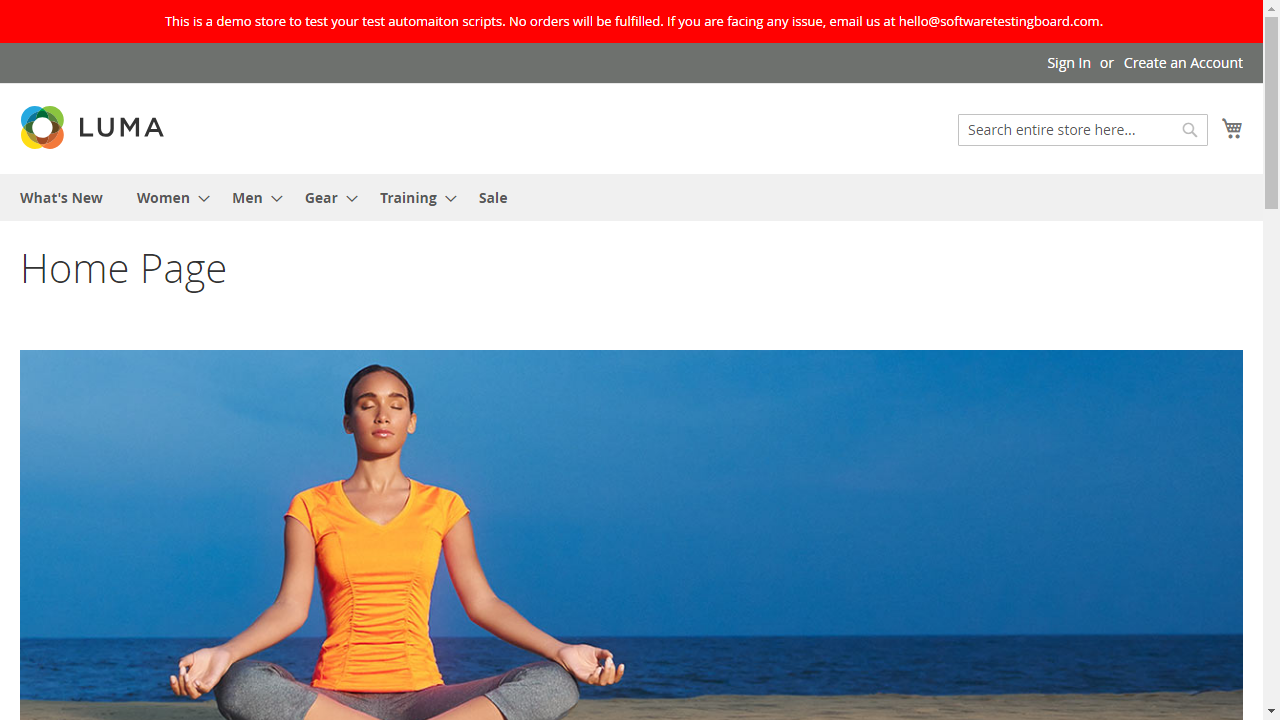 This is a demo store to test your test automaiton scripts. No orders will be fulfilled. If you are facing any issue, email us at hello@softwaretestingboard.com.
Sign In or Create an Account
LUMA
Search entire store here...
What's New Women Men Gear Training Sale
Home Page